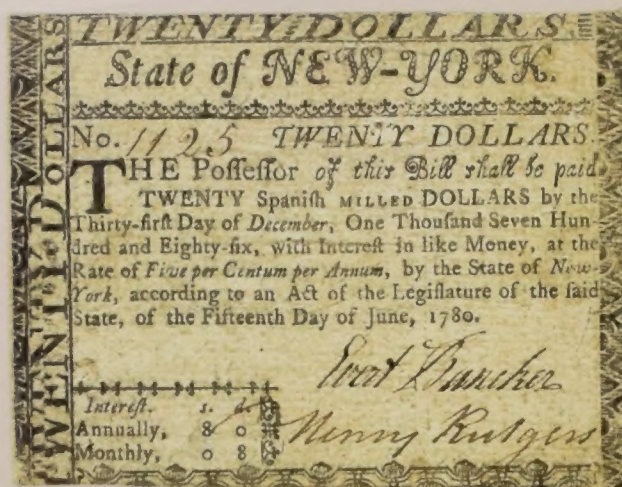 TWENTY DOLLARS
TWENTY DOLLARS.
State of NEW-YORK.
No. 1125 TWENTY DOLLARS.
THE Poſſeſſor of this Bill shall be paid
TWENTY Spaniſh MILLED DOLLARS by the
Thirty-firſt Day of December, One Thouſand Seven Hun-
dred and Eighty-ſix, with Intereſt in like Money, at the
Rate of Five per Centum per Annum, by the State of New-
York, according to an Act of the Legiſlature of the ſaid
State, of the Fifteenth Day of June, 1780.
Evert Bancker
Henry Rutgers
Intereſt. s. d.
Annually, 8 0
Monthly, 0 8